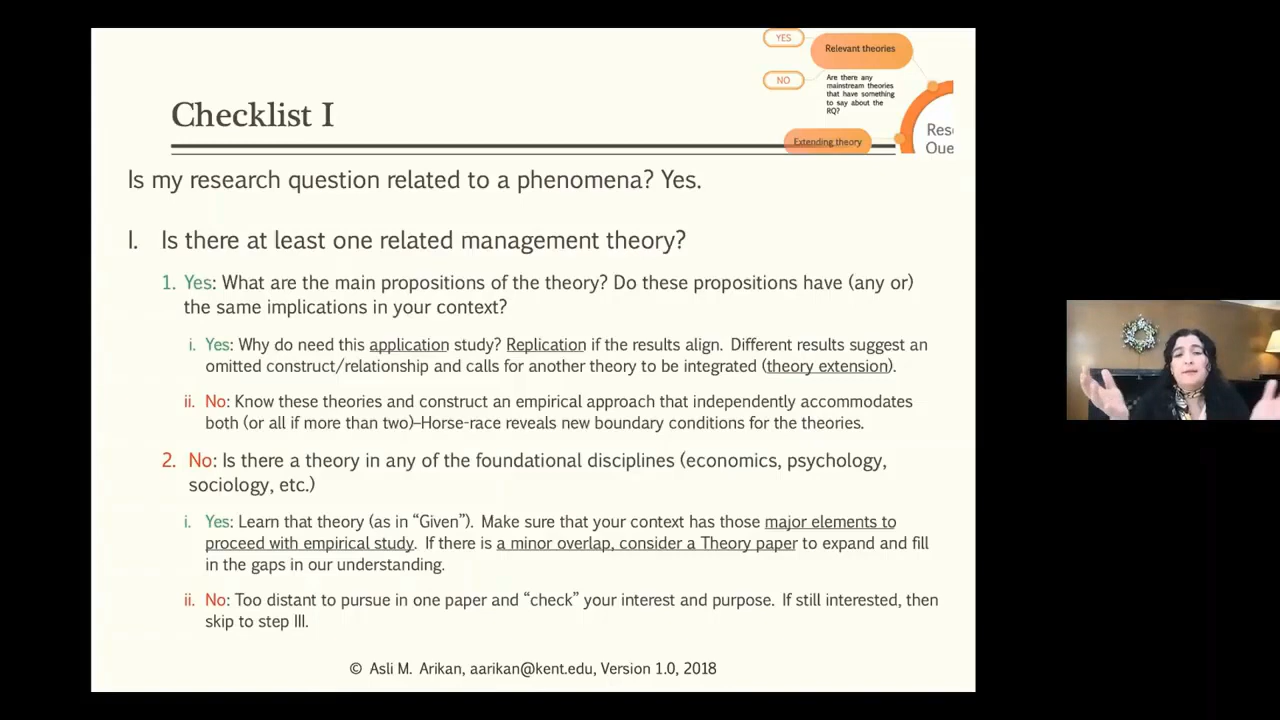 YES
Relevant theories
NO
Are there any
mainstream theories
that have something
to say about the
RQ?
Extending theory
Checklist I
Is my research question related to a phenomena? Yes.
I. Is there at least one related management theory?
1. Yes: What are the main propositions of the theory? Do these propositions have (any or)
the same implications in your context?
i. Yes: Why do need this application study? Replication if the results align. Different results suggest an
omitted construct/relationship and calls for another theory to be integrated (theory extension).
ii. No: Know these theories and construct an empirical approach that independently accommodates
both (or all if more than two)–Horse-race reveals new boundary conditions for the theories.
2. No: Is there a theory in any of the foundational disciplines (economics, psychology,
sociology, etc.)
i. Yes: Learn that theory (as in “Given”). Make sure that your context has those major elements to
proceed with empirical study. If there is a minor overlap, consider a Theory paper to expand and fill
in the gaps in our understanding.
ii. No: Too distant to pursue in one paper and “check” your interest and purpose. If still interested, then
skip to step III.
© Asli M. Arikan, aarikan@kent.edu, Version 1.0, 2018